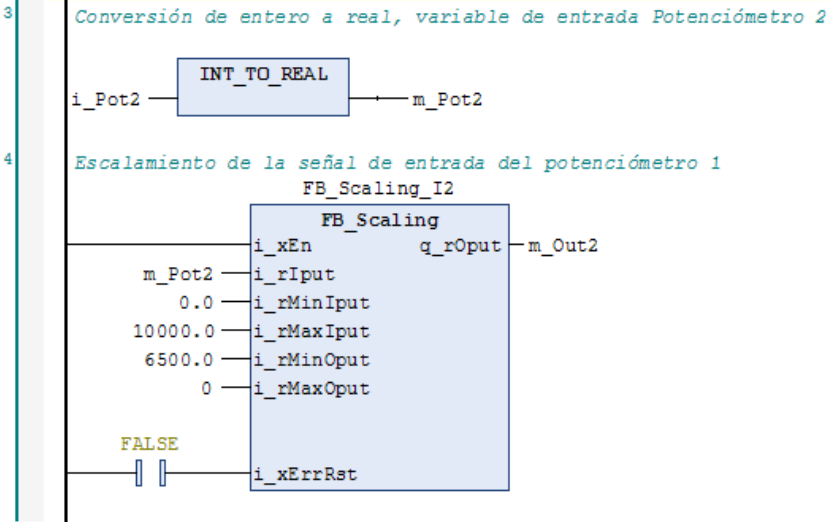 3
Conversión de entero a real, variable de entrada Potenciómetro 2
INT_TO_REAL
i_Pot2 m_Pot2
4
Escalamiento de la señal de entrada del potenciómetro 1
FB_Scaling_I2
FB_Scaling
i_xEn q_rOput m_Out2
m_Pot2 i_rIput
0.0 i_rMinIput
10000.0 i_rMaxIput
6500.0 i_rMinOput
0 i_rMaxOput
FALSE
i_xErrRst